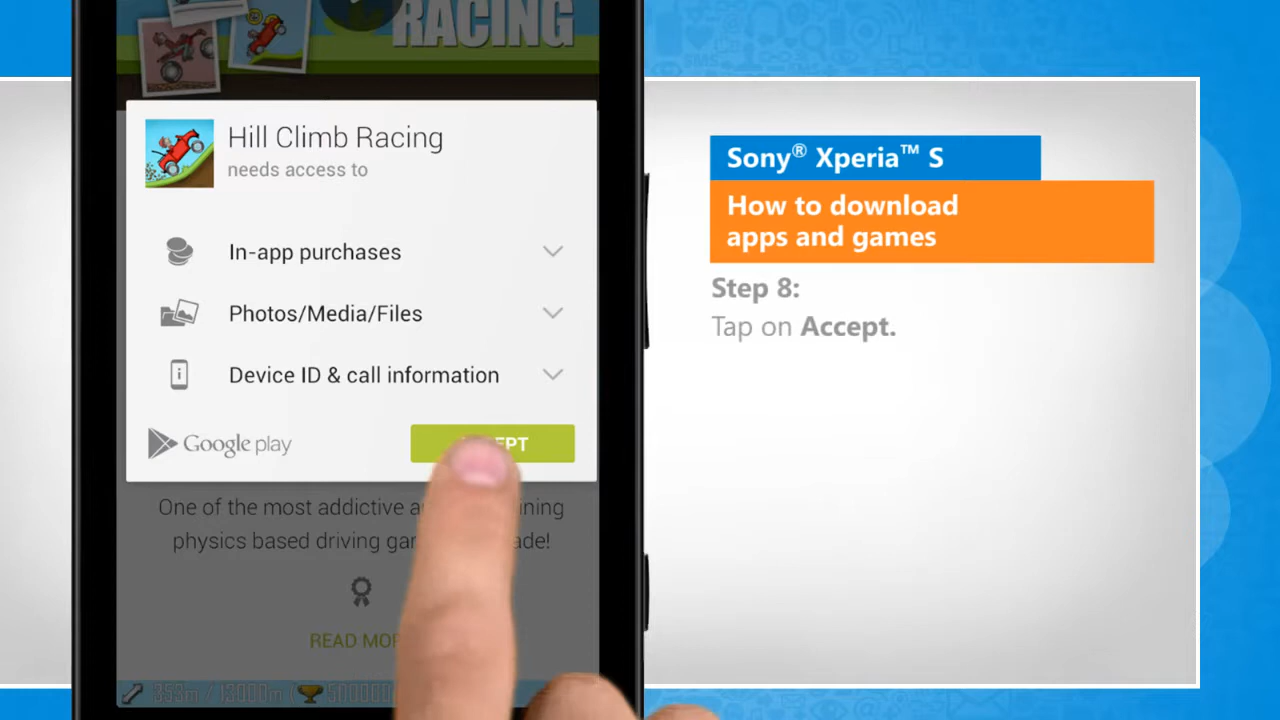 RACING
Hill Climb Racing
needs access to
In-app purchases
Photos/Media/Files
Device ID & call information
Google play
One of the most addictive
physics based driving
READ
353m / 13000m
Sony® Xperia™ S
How to download
apps and games
Step 8:
Tap on Accept.